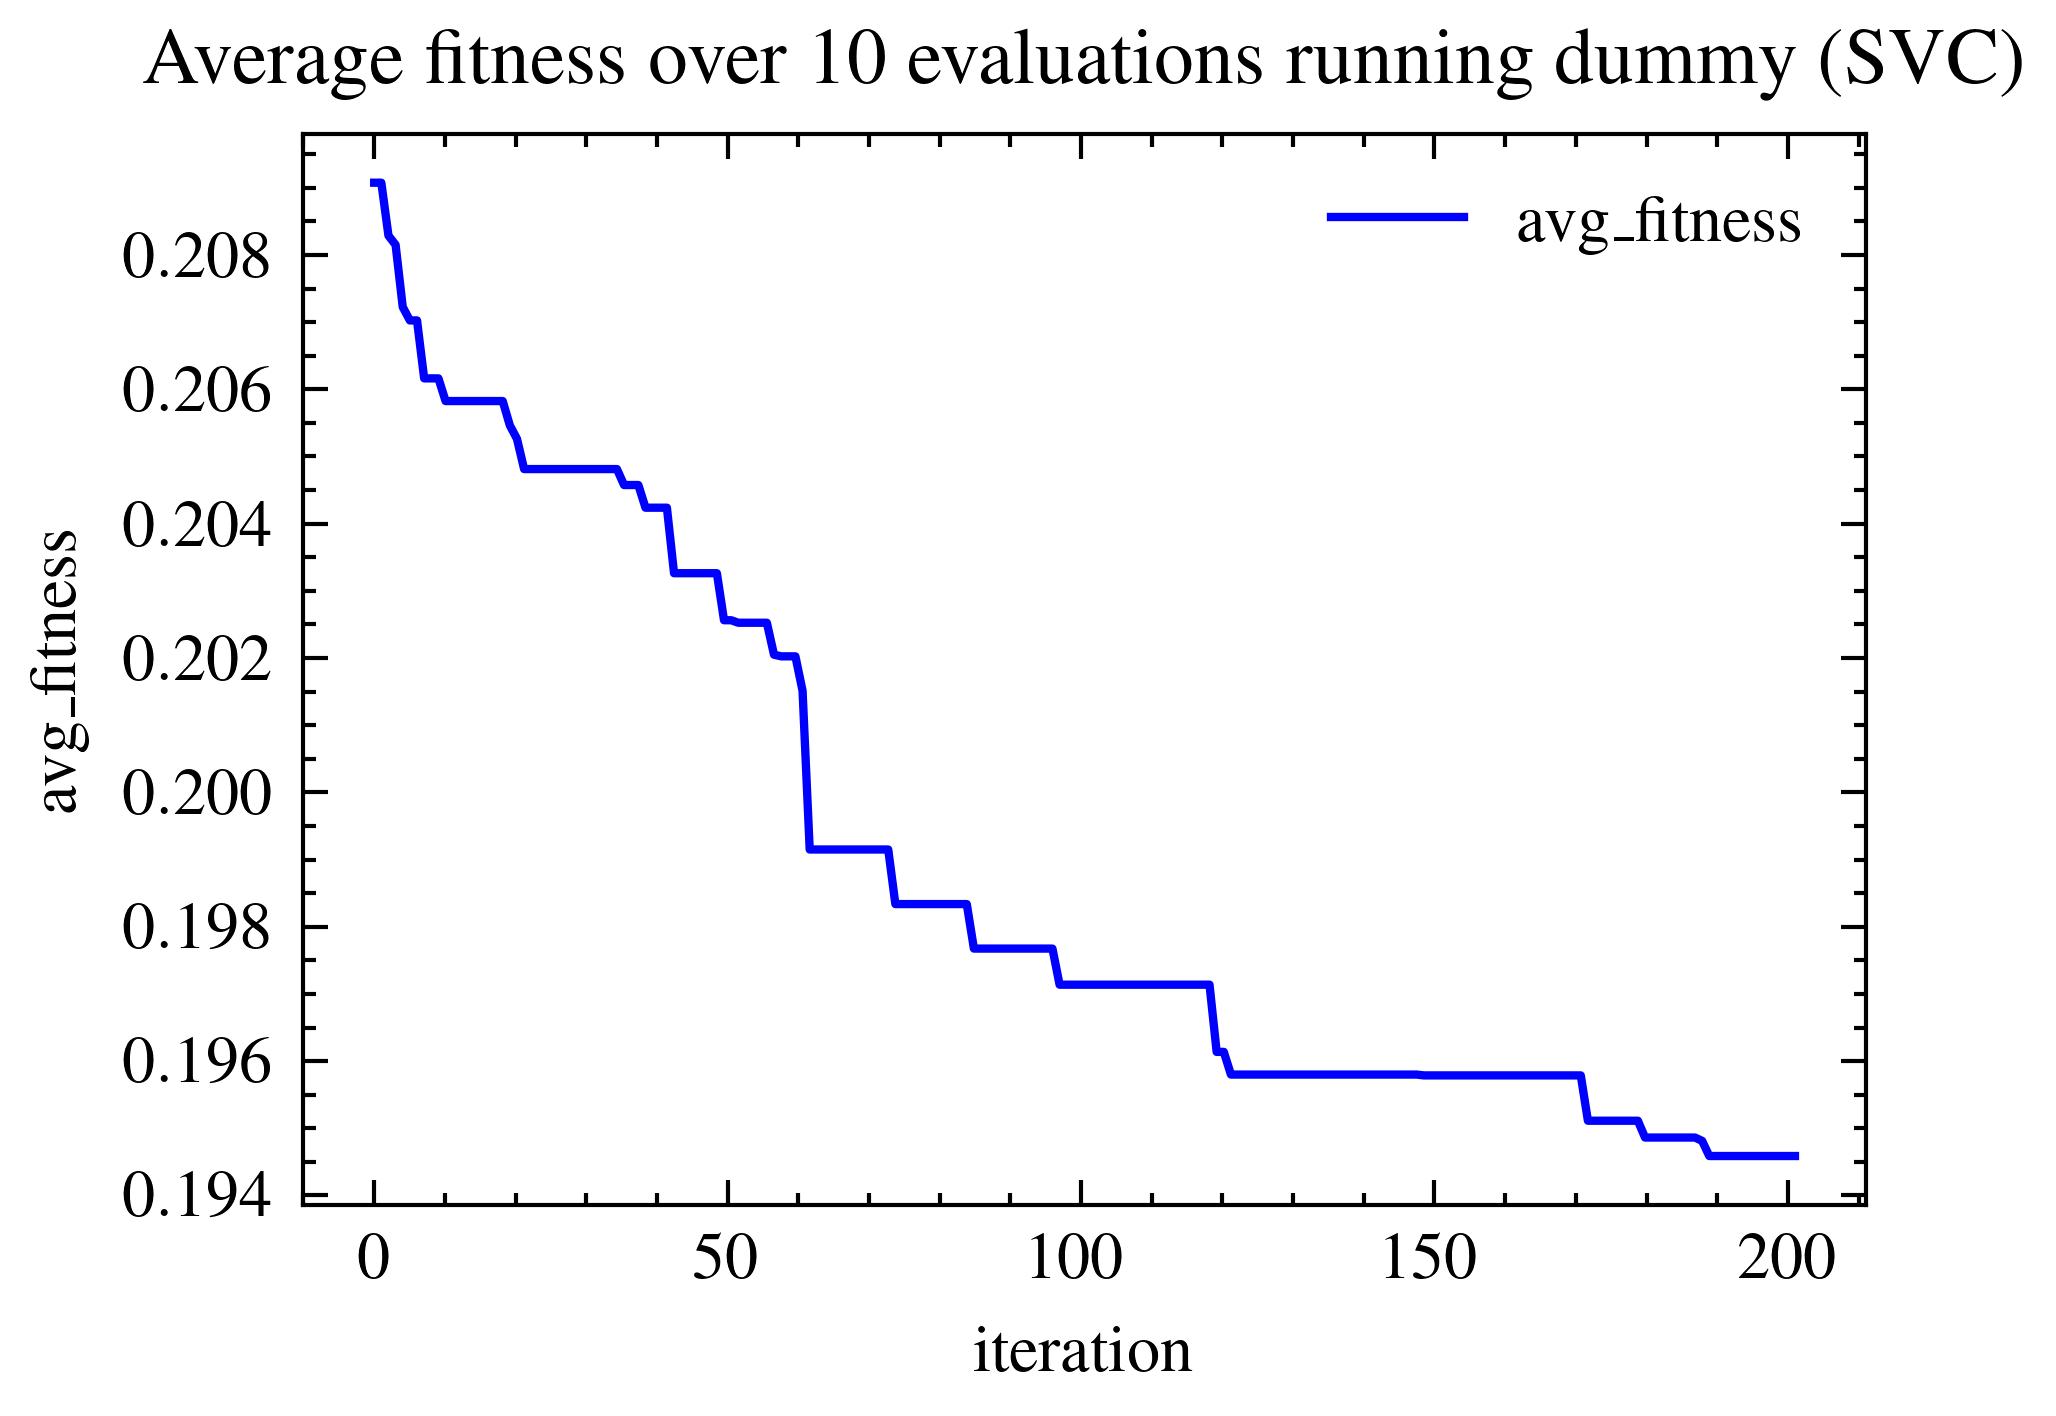 Average fitness over 10 evaluations running dummy (SVC)
avg_fitness
0.208
0.206
0.204
0.202
0.200
0.198
0.196
0.194
avg_fitness
0 50 100 150 200
iteration